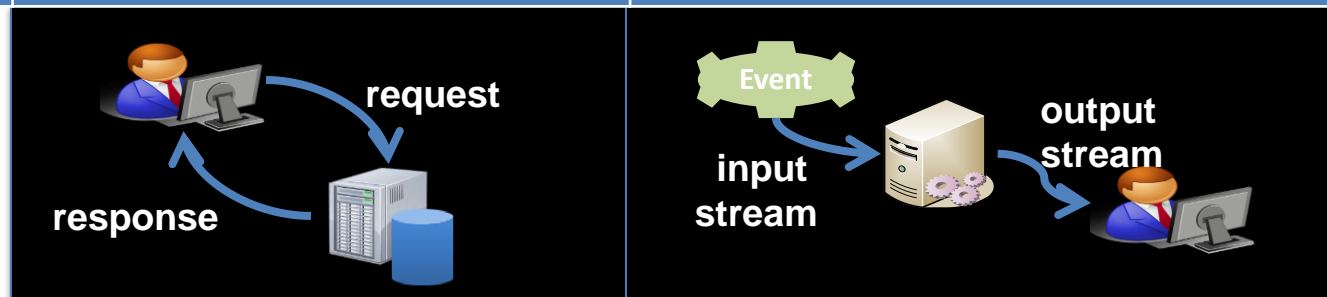 request
response
Event
input
stream
output
stream